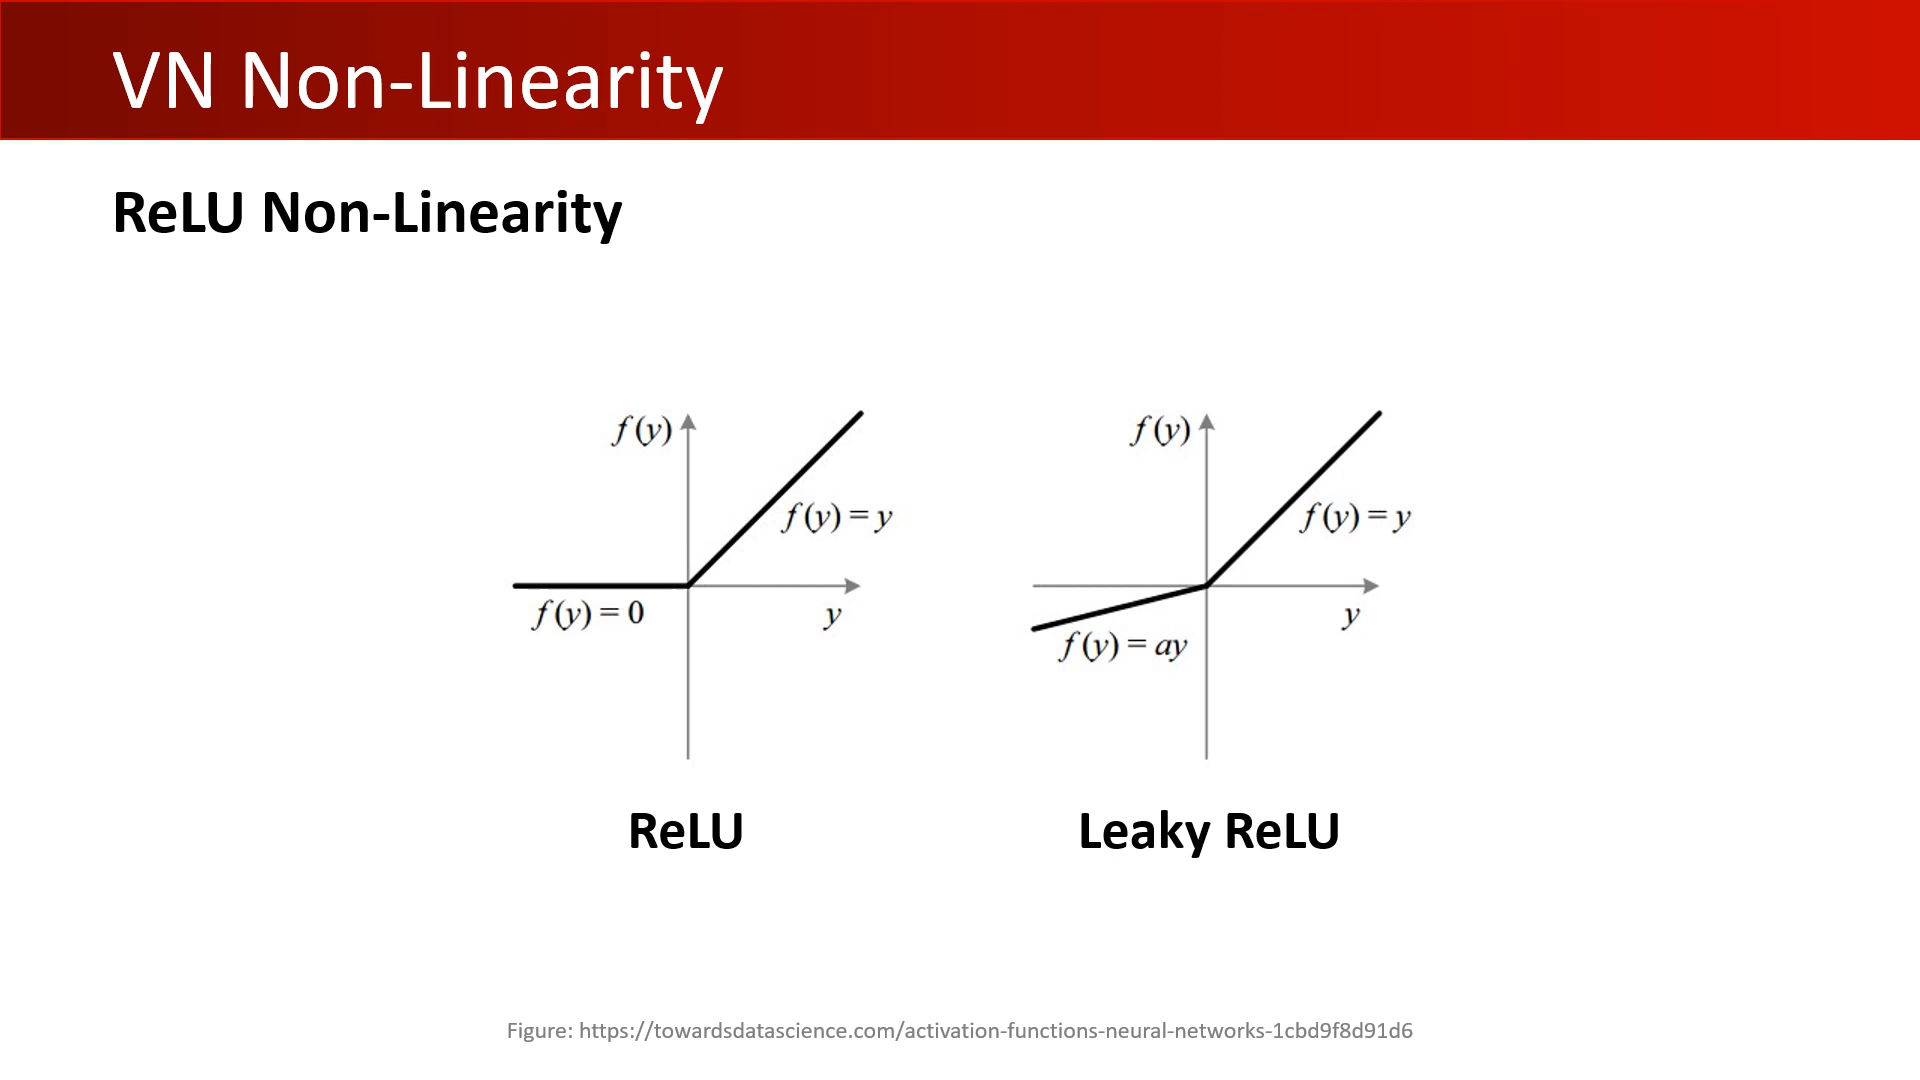 VN Non-Linearity
ReLU Non-Linearity
f(y)
f(y) = y
f(y) = 0
y
ReLU
f(y)
f(y) = y
f(y) = ay
y
Leaky ReLU
Figure: https://towardsdatascience.com/activation-functions-neural-networks-1cbd9f8d91d6